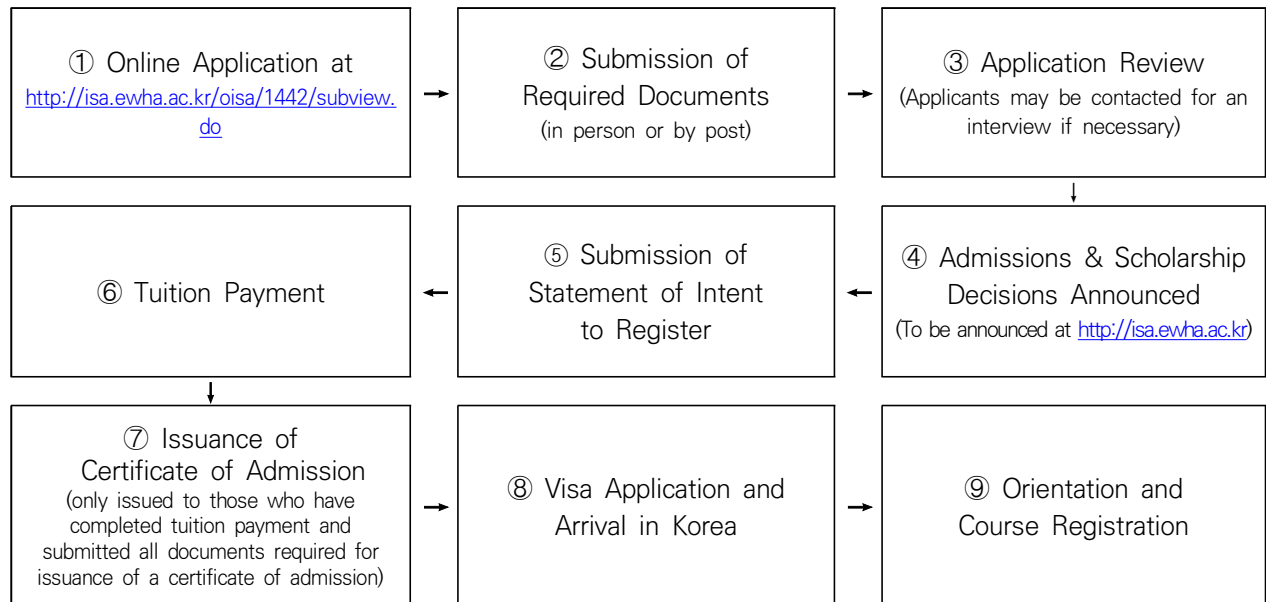 ① Online Application at
http://isa.ewha.ac.kr/oisa/1442/subview.
do
② Submission of
Required Documents
(in person or by post)
③ Application Review
(Applicants may be contacted for an
interview if necessary)
④ Admissions & Scholarship
Decisions Announced
(To be announced at http://isa.ewha.ac.kr)
⑤ Submission of
Statement of Intent
to Register
⑥ Tuition Payment
⑦ Issuance of
Certificate of Admission
(only issued to those who have
completed tuition payment and
submitted all documents required for
issuance of a certificate of admission)
⑧ Visa Application and
Arrival in Korea
⑨ Orientation and
Course Registration